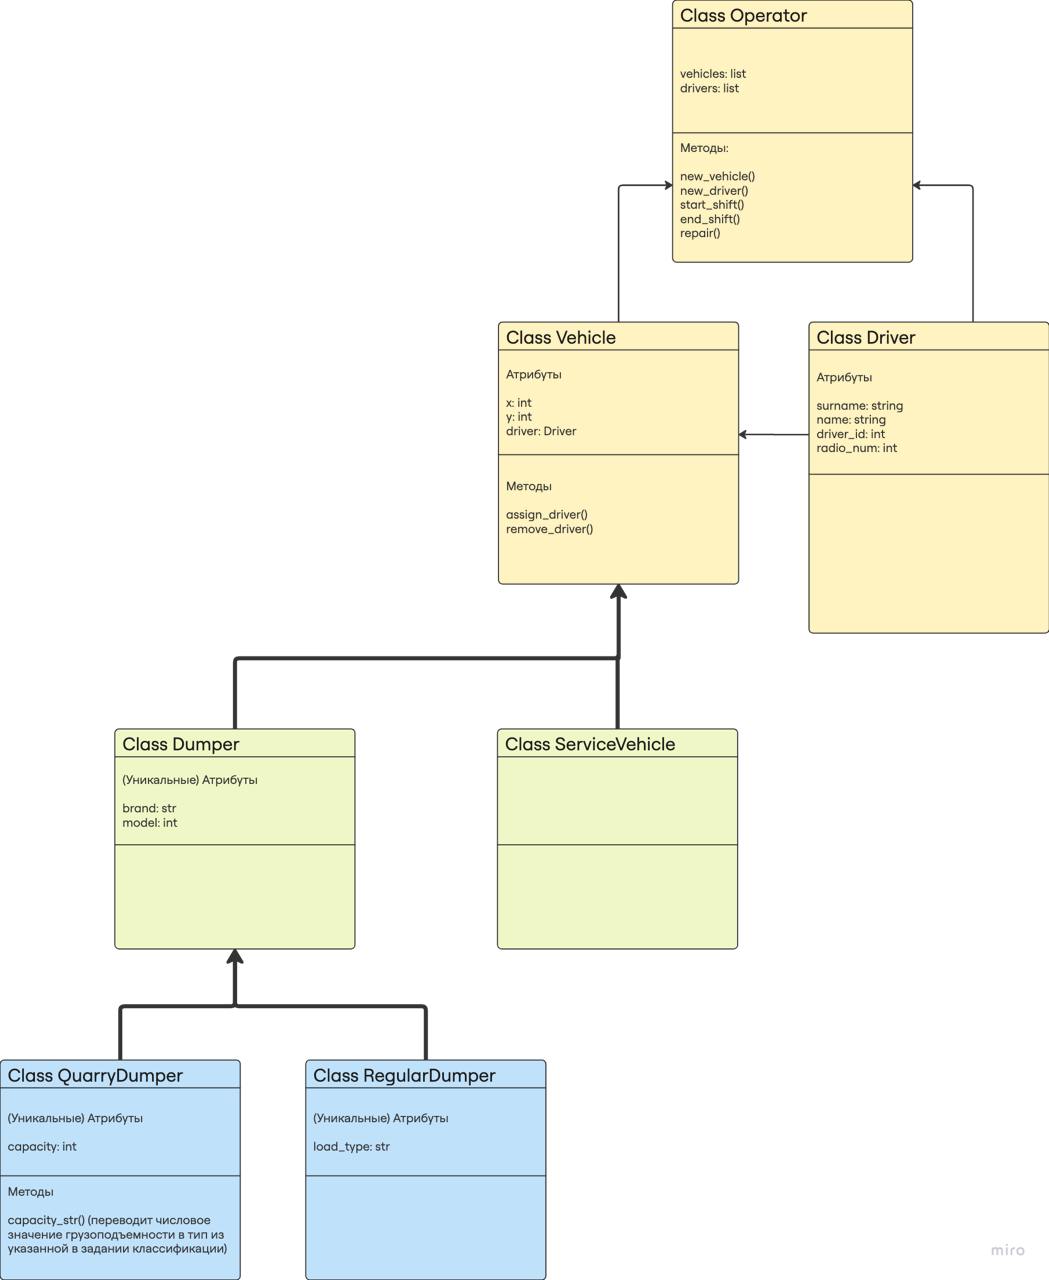 Class Operator
vehicles: list
drivers: list
Методы:
new_vehicle()
new_driver()
start_shift()
end_shift()
repair()
Class Vehicle
Атрибуты
x: int
y: int
driver: Driver
Методы
assign_driver()
remove_driver()
Class Driver
Атрибуты
surname: string
name: string
driver_id: int
radio_num: int
Class Dumper
(Уникальные) Атрибуты
brand: str
model: int
Class ServiceVehicle
Class QuarryDumper
(Уникальные) Атрибуты
capacity: int
Методы
capacity_str() (переводит числовое
значение грузоподъемности в тип из
указанной в задании классификации)
Class RegularDumper
(Уникальные) Атрибуты
load_type: str
miro